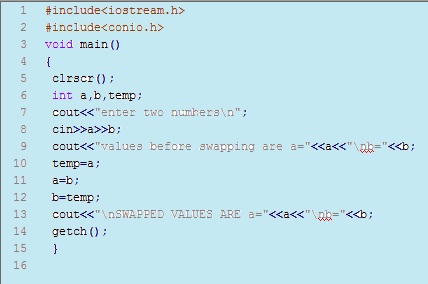 1 #include<iostream.h>
2 #include<conio.h>
3 void main()
4 {
5 clrscr();
6 int a,b,temp;
7 cout<<"enter two numbers\n";
8 cin>>a>>b;
9 cout<<"values before swapping are a="<<a<<"\nb="<<b;
10 temp=a;
11 a=b;
12 b=temp;
13 cout<<"\nSWAPPED VALUES ARE a="<<a<<"\nb="<<b;
14 getch();
15 }
16